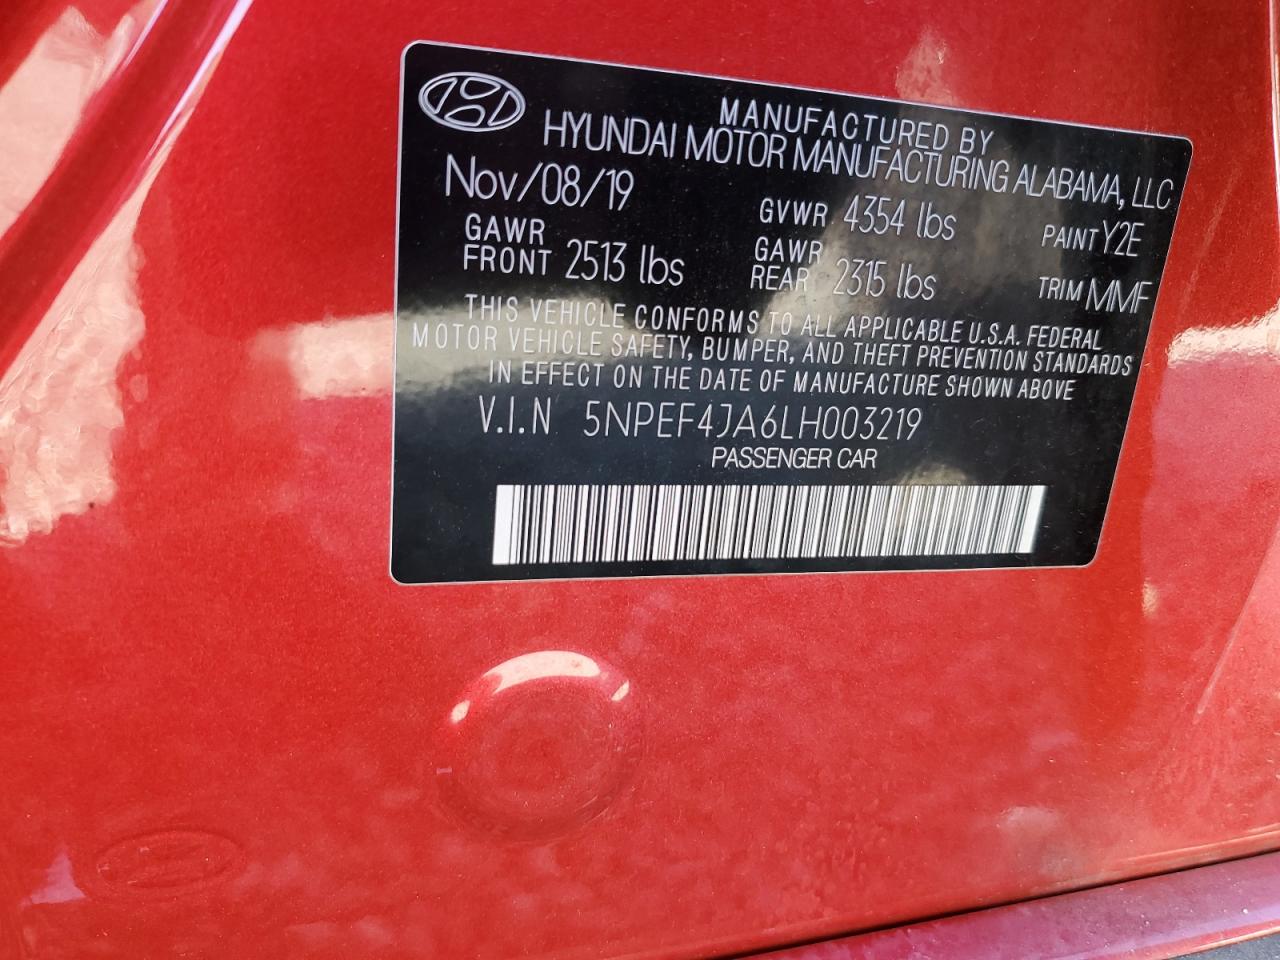 MANUFACTURED BY
HYUNDAI MOTOR MANUFACTURING ALABAMA, LLC
Nov/08/19 GVWR 4354 lbs PAINT Y2E
GAWR FRONT 2513 lbs GAWR REAR 2315 lbs TRIM MMF
THIS VEHICLE CONFORMS TO ALL APPLICABLE U.S.A. FEDERAL
MOTOR VEHICLE SAFETY, BUMPER, AND THEFT PREVENTION STANDARDS
IN EFFECT ON THE DATE OF MANUFACTURE SHOWN ABOVE
V.I.N 5NPEF4JA6LH003219
PASSENGER CAR